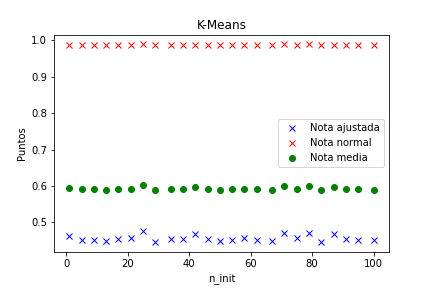 K-Means
1.0
0.9
0.8
0.7
0.6
0.5
Puntos
Nota ajustada
Nota normal
Nota media
0 20 40 60 80 100
n_init